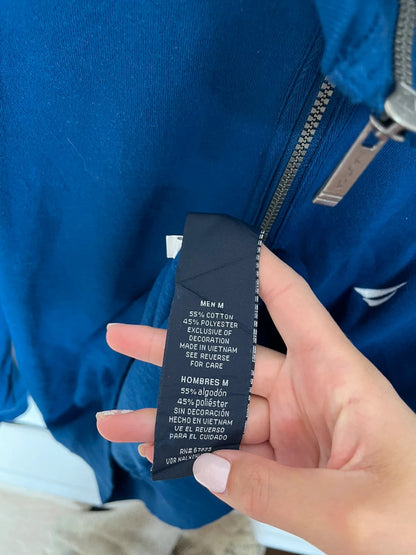 MEN M
55% COTTON
45% POLYESTER
EXCLUSIVE OF
DECORATION
MADE IN VIETNAM
SEE REVERSE
FOR CARE
HOMBRES M
55% algodón
45% poliéster
SIN DECORACIÓN
HECHO EN VIETNAM
VE EL REVERSO
PARA EL CUIDADO
RN#